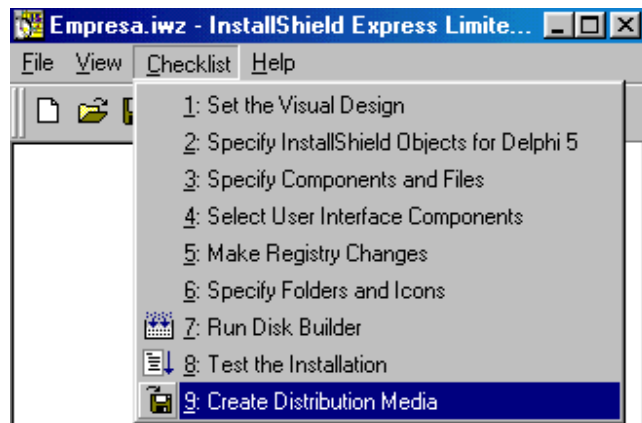 Empresa.iwz - InstallShield Express Limite...
File View Checklist Help
1: Set the Visual Design
2: Specify InstallShield Objects for Delphi 5
3: Specify Components and Files
4: Select User Interface Components
5: Make Registry Changes
6: Specify Folders and Icons
7: Run Disk Builder
8: Test the Installation
9: Create Distribution Media